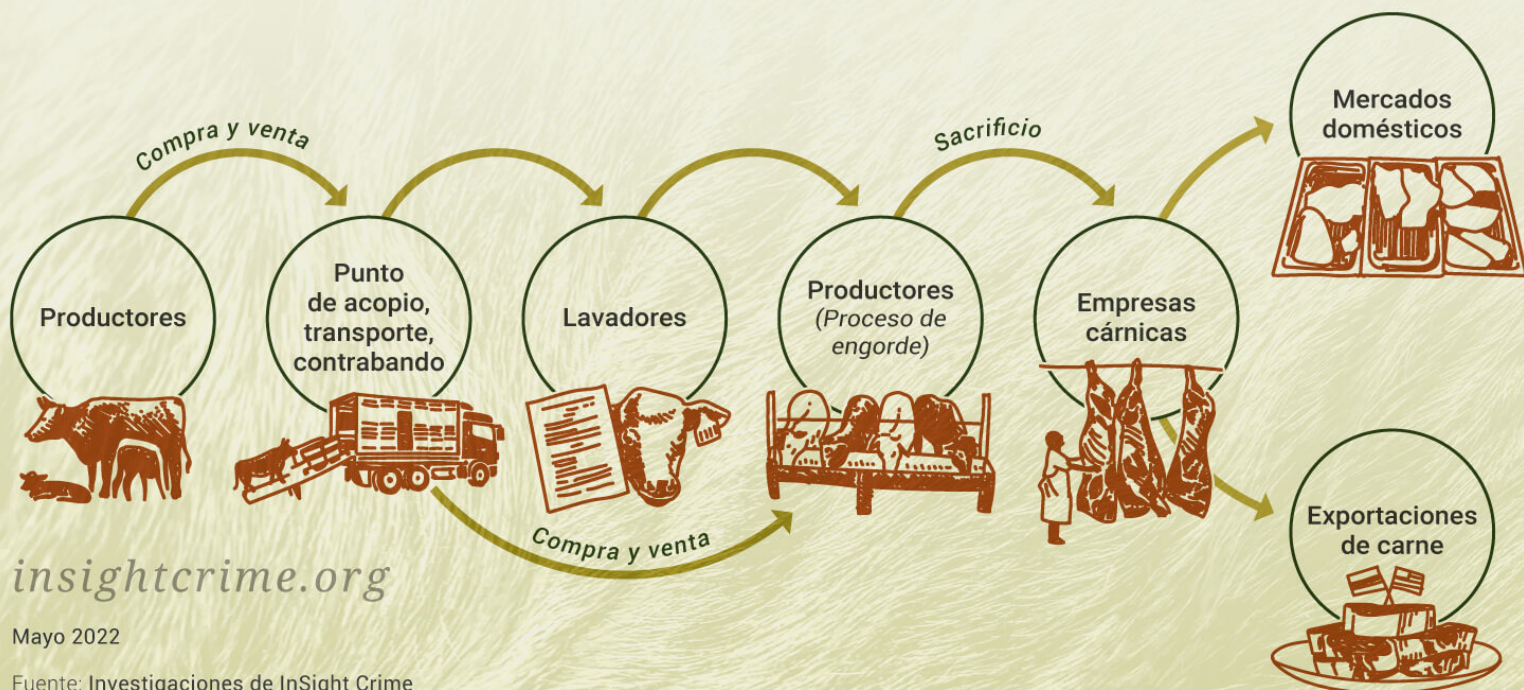 Compra y venta
Sacrificio
Mercados
domésticos
Productores
Punto
de acopio,
transporte,
contrabando
Lavadores
Productores
(Proceso de
engorde)
Empresas
cárnicas
Compra y venta
Exportaciones
de carne
insightcrime.org
Mayo 2022
Fuente: Investigaciones de InSight Crime